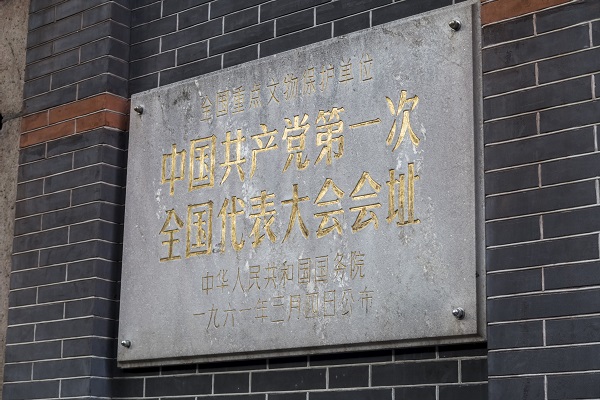 全国重点文物保护单位
中国共产党第一次
全国代表大会会址
中华人民共和国国务院
一九六一年三月四日公布